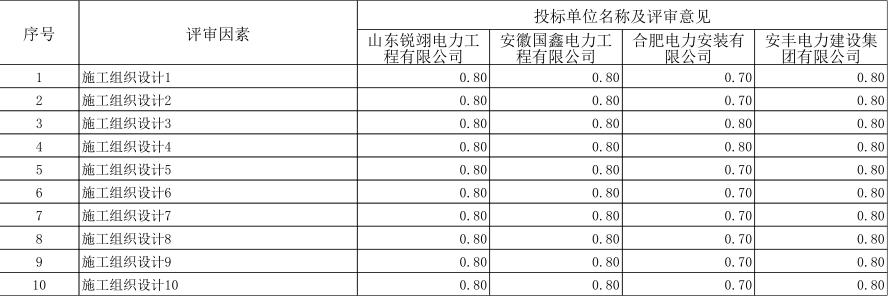 序号 评审因素 投标单位名称及评审意见
山东锐翊电力工程有限公司 安徽国鑫电力工程有限公司 合肥电力安装有限公司 安丰电力建设集团有限公司
1 施工组织设计1 0.80 0.80 0.70 0.80
2 施工组织设计2 0.80 0.80 0.70 0.80
3 施工组织设计3 0.80 0.80 0.80 0.80
4 施工组织设计4 0.80 0.80 0.80 0.80
5 施工组织设计5 0.80 0.80 0.70 0.80
6 施工组织设计6 0.80 0.80 0.70 0.80
7 施工组织设计7 0.80 0.80 0.70 0.80
8 施工组织设计8 0.80 0.80 0.70 0.80
9 施工组织设计9 0.80 0.80 0.70 0.80
10 施工组织设计10 0.80 0.80 0.70 0.80